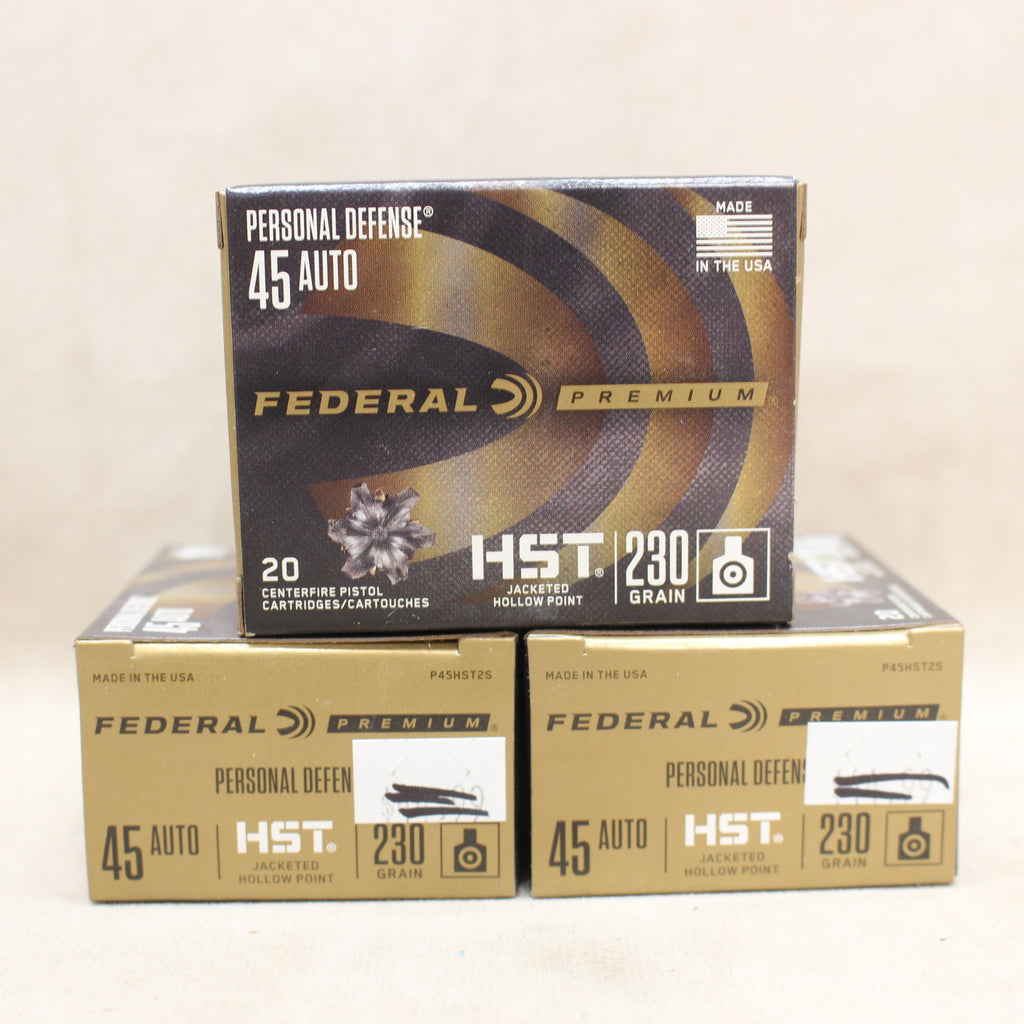 PERSONAL DEFENSE®
45 AUTO
MADE
IN THE USA
FEDERAL PREMIUM
20
CENTERFIRE PISTOL
CARTRIDGES/CARTOUCHES
HST®
JACKETED
HOLLOW POINT
230
GRAIN
MADE IN THE USA P45HST2S
FEDERAL PREMIUM®
PERSONAL DEFEN
45 AUTO
HST®
JACKETED
HOLLOW POINT
230
GRAIN
MADE IN THE USA P45HST2S
FEDERAL PREMIUM
PERSONAL DEFENS
45 AUTO
HST®
JACKETED
HOLLOW POINT
230
GRAIN